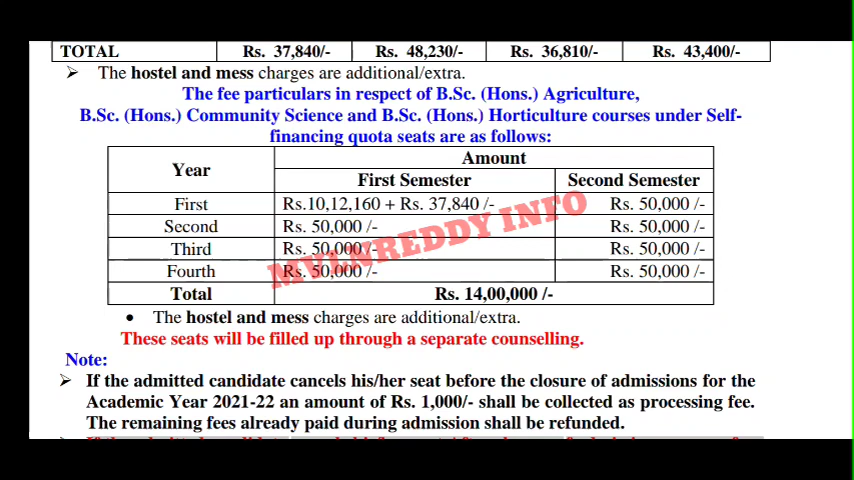 TOTAL Rs. 37,840/- Rs. 48,230/- Rs. 36,810/- Rs. 43,400/-
➢ The hostel and mess charges are additional/extra.
The fee particulars in respect of B.Sc. (Hons.) Agriculture,
B.Sc. (Hons.) Community Science and B.Sc. (Hons.) Horticulture courses under Self-
financing quota seats are as follows:
Year Amount
First Semester Second Semester
First Rs.10,12,160 + Rs. 37,840 /- Rs. 50,000 /-
Second Rs. 50,000 /- Rs. 50,000 /-
Third Rs. 50,000 /- Rs. 50,000 /-
Fourth Rs. 50,000 /- Rs. 50,000 /-
Total Rs. 14,00,000 /-
MVLNREDDY INFO
• The hostel and mess charges are additional/extra.
These seats will be filled up through a separate counselling.
Note:
➢ If the admitted candidate cancels his/her seat before the closure of admissions for the
Academic Year 2021-22 an amount of Rs. 1,000/- shall be collected as processing fee.
The remaining fees already paid during admission shall be refunded.